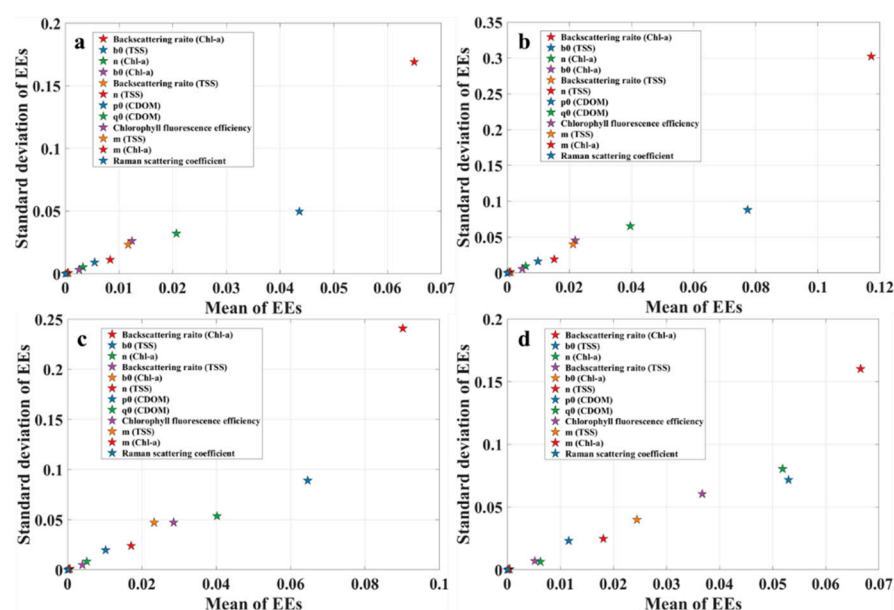 a
Standard deviation of EEs
0.2
0.15
0.1
0.05
0
Backscattering raito (Chl-a)
b0 (TSS)
n (Chl-a)
b0 (Chl-a)
Backscattering raito (TSS)
n (TSS)
p0 (CDOM)
q0 (CDOM)
Chlorophyll fluorescence efficiency
m (TSS)
m (Chl-a)
Raman scattering coefficient
0 0.01 0.02 0.03 0.04 0.05 0.06 0.07
Mean of EEs
b
Standard deviation of EEs
0.35
0.3
0.25
0.2
0.15
0.1
0.05
0
Backscattering raito (Chl-a)
b0 (TSS)
n (Chl-a)
b0 (Chl-a)
Backscattering raito (TSS)
n (TSS)
p0 (CDOM)
q0 (CDOM)
Chlorophyll fluorescence efficiency
m (TSS)
m (Chl-a)
Raman scattering coefficient
0 0.02 0.04 0.06 0.08 0.1 0.12
Mean of EEs
c
Standard deviation of EEs
0.25
0.2
0.15
0.1
0.05
0
Backscattering raito (Chl-a)
b0 (TSS)
n (Chl-a)
Backscattering raito (TSS)
b0 (Chl-a)
n (TSS)
p0 (CDOM)
q0 (CDOM)
Chlorophyll fluorescence efficiency
m (TSS)
m (Chl-a)
Raman scattering coefficient
0 0.02 0.04 0.06 0.08 0.1
Mean of EEs
d
Standard deviation of EEs
0.2
0.15
0.1
0.05
0
Backscattering raito (Chl-a)
b0 (TSS)
n (Chl-a)
Backscattering raito (TSS)
b0 (Chl-a)
n (TSS)
p0 (CDOM)
q0 (CDOM)
Chlorophyll fluorescence efficiency
m (TSS)
m (Chl-a)
Raman scattering coefficient
0 0.01 0.02 0.03 0.04 0.05 0.06 0.07
Mean of EEs